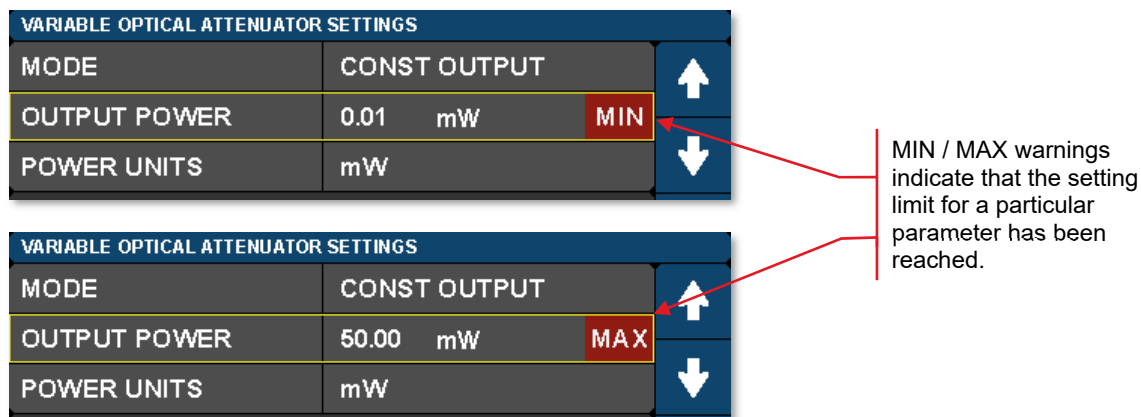 VARIABLE OPTICAL ATTENUATOR SETTINGS
MODE CONST OUTPUT
OUTPUT POWER 0.01 mW MIN
POWER UNITS mW
MIN / MAX warnings
indicate that the setting
limit for a particular
parameter has been
reached.
VARIABLE OPTICAL ATTENUATOR SETTINGS
MODE CONST OUTPUT
OUTPUT POWER 50.00 mW MAX
POWER UNITS mW